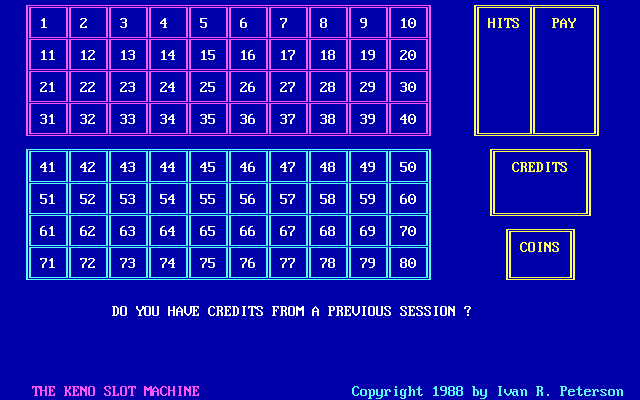 1 2 3 4 5 6 7 8 9 10 HITS PAY
11 12 13 14 15 16 17 18 19 20
21 22 23 24 25 26 27 28 29 30
31 32 33 34 35 36 37 38 39 40
41 42 43 44 45 46 47 48 49 50 CREDITS
51 52 53 54 55 56 57 58 59 60
61 62 63 64 65 66 67 68 69 70
COINS
71 72 73 74 75 76 77 78 79 80
DO YOU HAVE CREDITS FROM A PREVIOUS SESSION ?
THE KENO SLOT MACHINE Copyright 1988 by Ivan R. Peterson